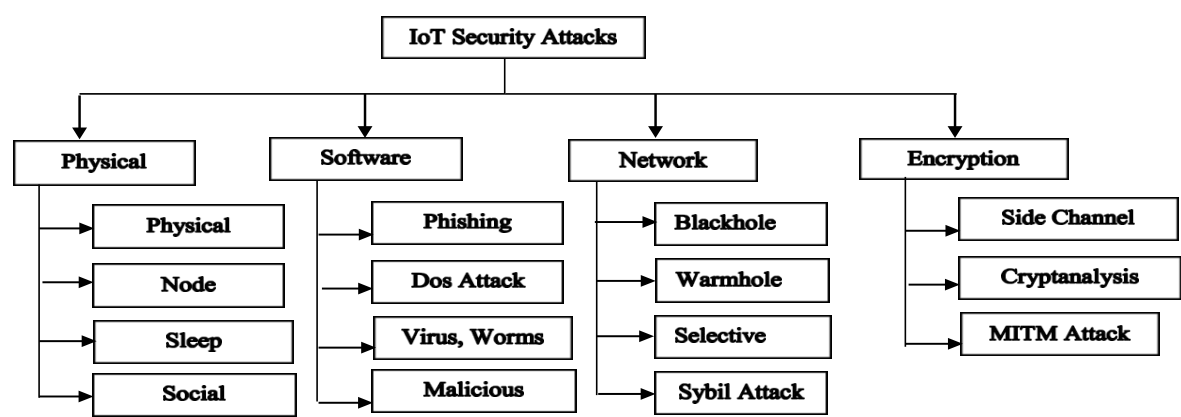 IoT Security Attacks
Physical
Software
Network
Encryption
Physical
Node
Sleep
Social
Phishing
Dos Attack
Virus, Worms
Malicious
Blackhole
Warmhole
Selective
Sybil Attack
Side Channel
Cryptanalysis
MITM Attack